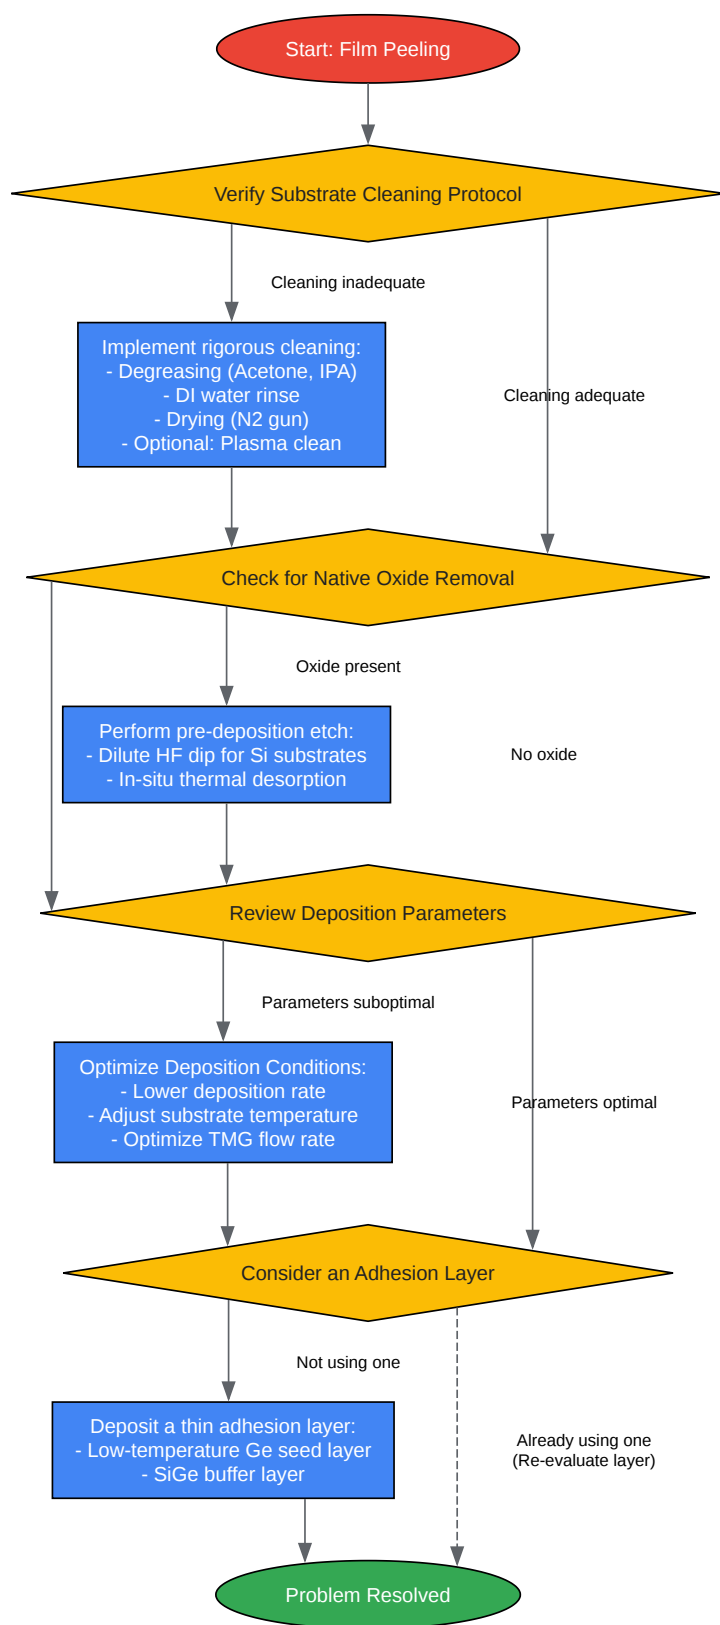 Start: Film Peeling
Verify Substrate Cleaning Protocol
Cleaning inadequate
Implement rigorous cleaning:
- Degreasing (Acetone, IPA)
- DI water rinse
- Drying (N2 gun)
- Optional: Plasma clean
Cleaning adequate
Check for Native Oxide Removal
Oxide present
Perform pre-deposition etch:
- Dilute HF dip for Si substrates
- In-situ thermal desorption
No oxide
Review Deposition Parameters
Parameters suboptimal
Optimize Deposition Conditions:
- Lower deposition rate
- Adjust substrate temperature
- Optimize TMG flow rate
Parameters optimal
Consider an Adhesion Layer
Not using one
Deposit a thin adhesion layer:
- Low-temperature Ge seed layer
- SiGe buffer layer
Already using one
(Re-evaluate layer)
Problem Resolved